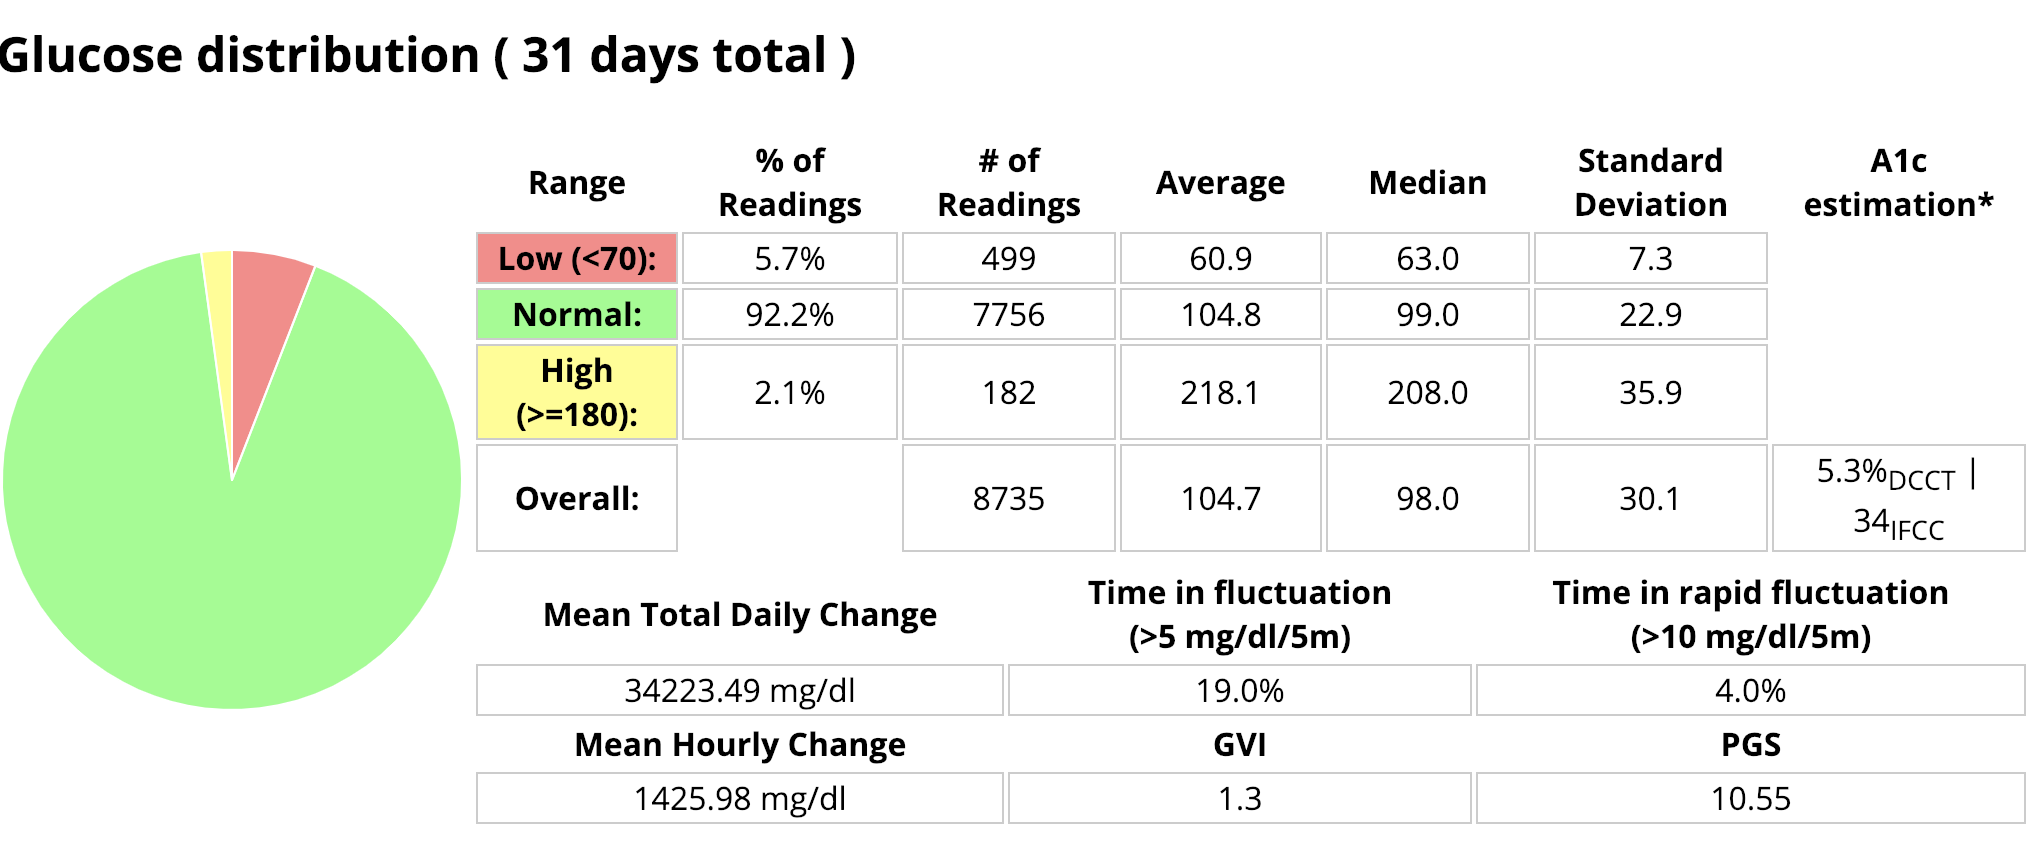 Glucose distribution ( 31 days total )
Range % of Readings # of Readings Average Median Standard Deviation A1c estimation*
Low (<70): 5.7% 499 60.9 63.0 7.3
Normal: 92.2% 7756 104.8 99.0 22.9
High (>=180): 2.1% 182 218.1 208.0 35.9
Overall: 8735 104.7 98.0 30.1 5.3%DCCT | 34IFCC
Mean Total Daily Change Time in fluctuation (>5 mg/dl/5m) Time in rapid fluctuation (>10 mg/dl/5m)
34223.49 mg/dl 19.0% 4.0%
Mean Hourly Change GVI PGS
1425.98 mg/dl 1.3 10.55